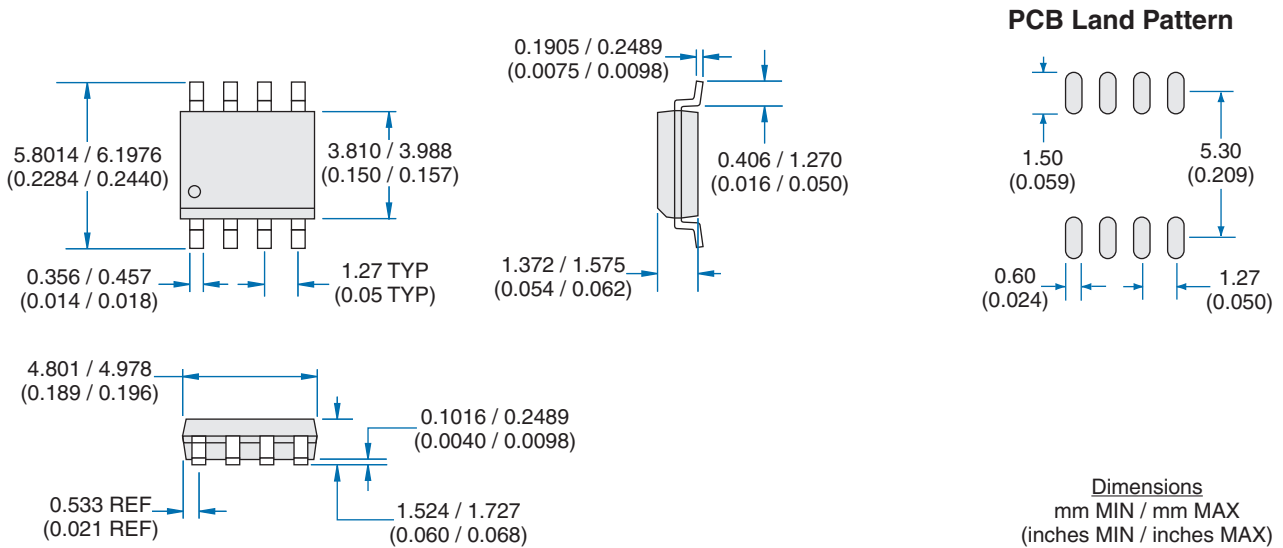 PCB Land Pattern
0.1905 / 0.2489
(0.0075 / 0.0098)
5.8014 / 6.1976
(0.2284 / 0.2440)
3.810 / 3.988
(0.150 / 0.157)
0.406 / 1.270
(0.016 / 0.050)
1.50
(0.059)
5.30
(0.209)
0.356 / 0.457
(0.014 / 0.018)
1.27 TYP
(0.05 TYP)
1.372 / 1.575
(0.054 / 0.062)
0.60
(0.024)
1.27
(0.050)
4.801 / 4.978
(0.189 / 0.196)
0.1016 / 0.2489
(0.0040 / 0.0098)
0.533 REF
(0.021 REF)
1.524 / 1.727
(0.060 / 0.068)
Dimensions
mm MIN / mm MAX
(inches MIN / inches MAX)